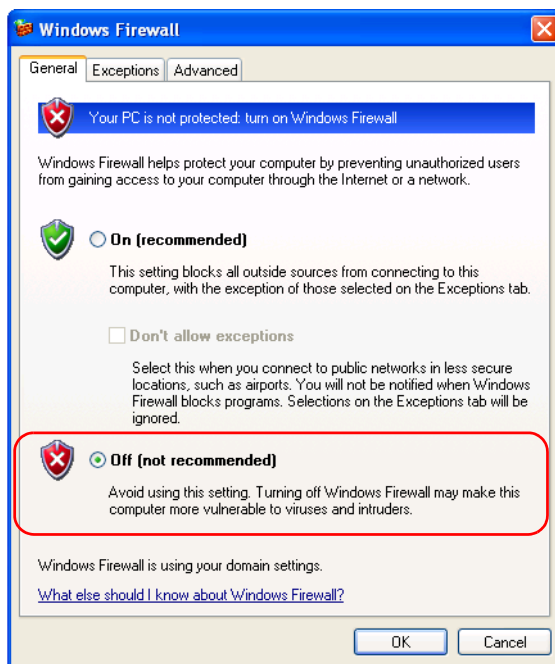 Windows Firewall
General Exceptions Advanced
Your PC is not protected: turn on Windows Firewall
Windows Firewall helps protect your computer by preventing unauthorized users
from gaining access to your computer through the Internet or a network.
On (recommended)
This setting blocks all outside sources from connecting to this
computer, with the exception of those selected on the Exceptions tab.
Don't allow exceptions
Select this when you connect to public networks in less secure
locations, such as airports. You will not be notified when Windows
Firewall blocks programs. Selections on the Exceptions tab will be
ignored.
Off (not recommended)
Avoid using this setting. Turning off Windows Firewall may make this
computer more vulnerable to viruses and intruders.
Windows Firewall is using your domain settings.
What else should I know about Windows Firewall?
OK Cancel